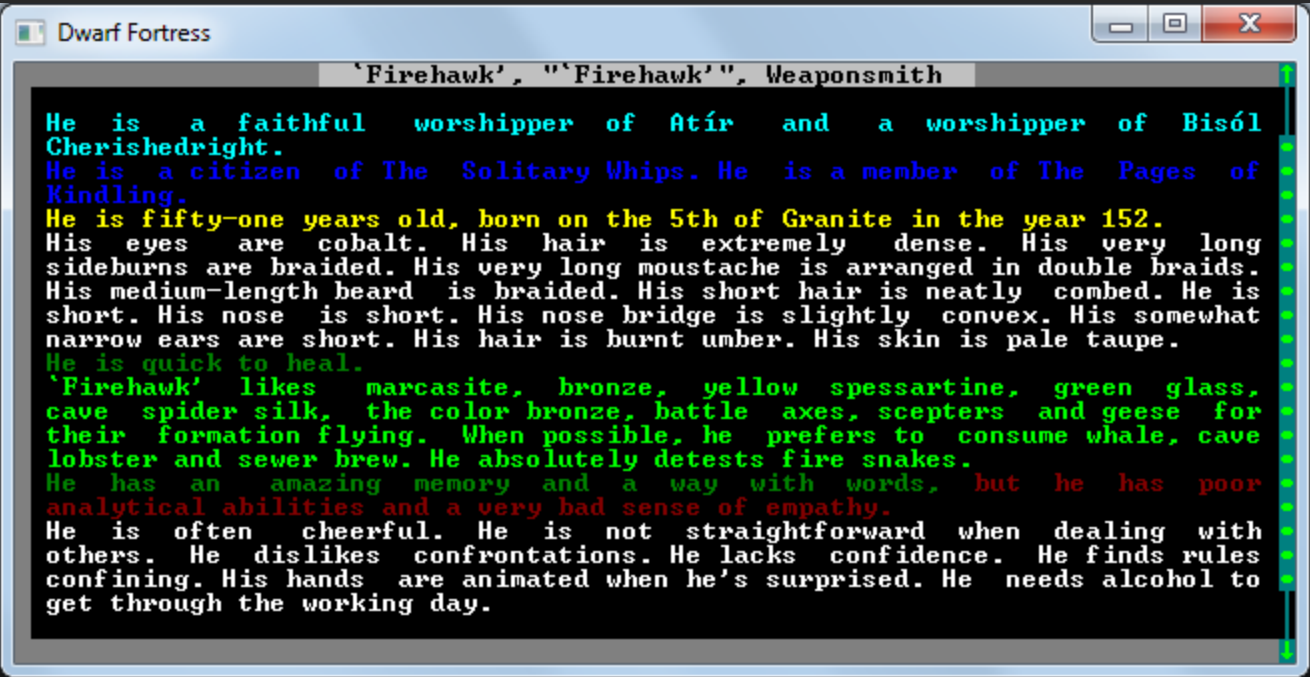 Dwarf Fortress
`Firehawk', "`Firehawk'", Weaponsmith
He is a faithful worshipper of Atír and a worshipper of Bisól
Cherishedright.
He is a citizen of The Solitary Whips. He is a member of The Pages of
Kindling.
He is fifty-one years old, born on the 5th of Granite in the year 152.
His eyes are cobalt. His hair is extremely dense. His very long
sideburns are braided. His very long moustache is arranged in double braids.
His medium-length beard is braided. His short hair is neatly combed. He is
short. His nose is short. His nose bridge is slightly convex. His somewhat
narrow ears are short. His hair is burnt umber. His skin is pale taupe.
He is quick to heal.
`Firehawk' likes marcasite, bronze, yellow spessartine, green glass,
cave spider silk, the color bronze, battle axes, scepters and geese for
their formation flying. When possible, he prefers to consume whale, cave
lobster and sewer brew. He absolutely detests fire snakes.
He has an amazing memory and a way with words, but he has poor
analytical abilities and a very bad sense of empathy.
He is often cheerful. He is not straightforward when dealing with
others. He dislikes confrontations. He lacks confidence. He finds rules
confining. His hands are animated when he's surprised. He needs alcohol to
get through the working day.